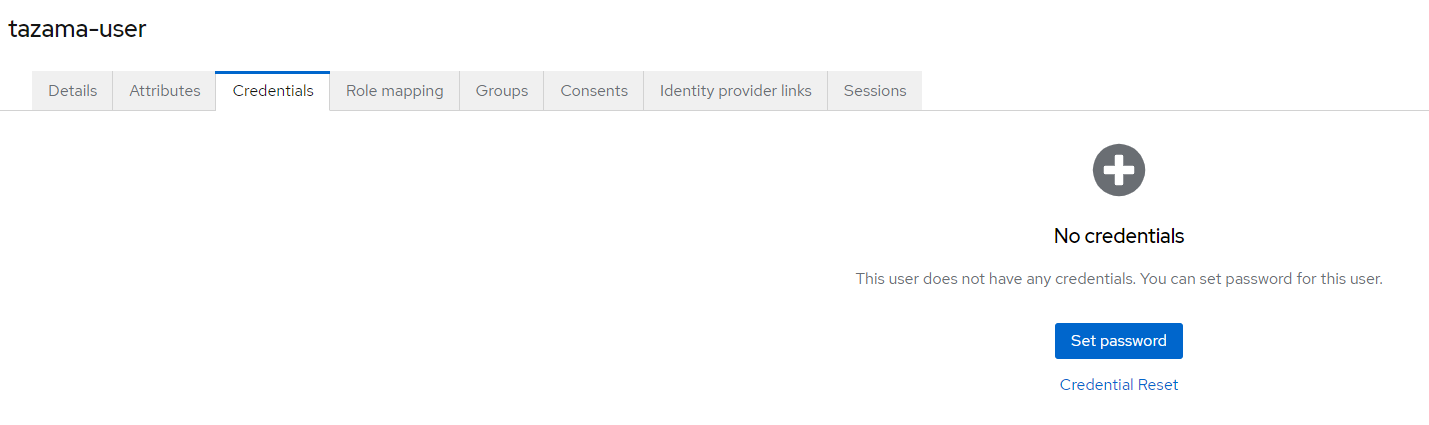 tazama-user
Details Attributes Credentials Role mapping Groups Consents Identity provider links Sessions
No credentials
This user does not have any credentials. You can set password for this user.
Set password
Credential Reset